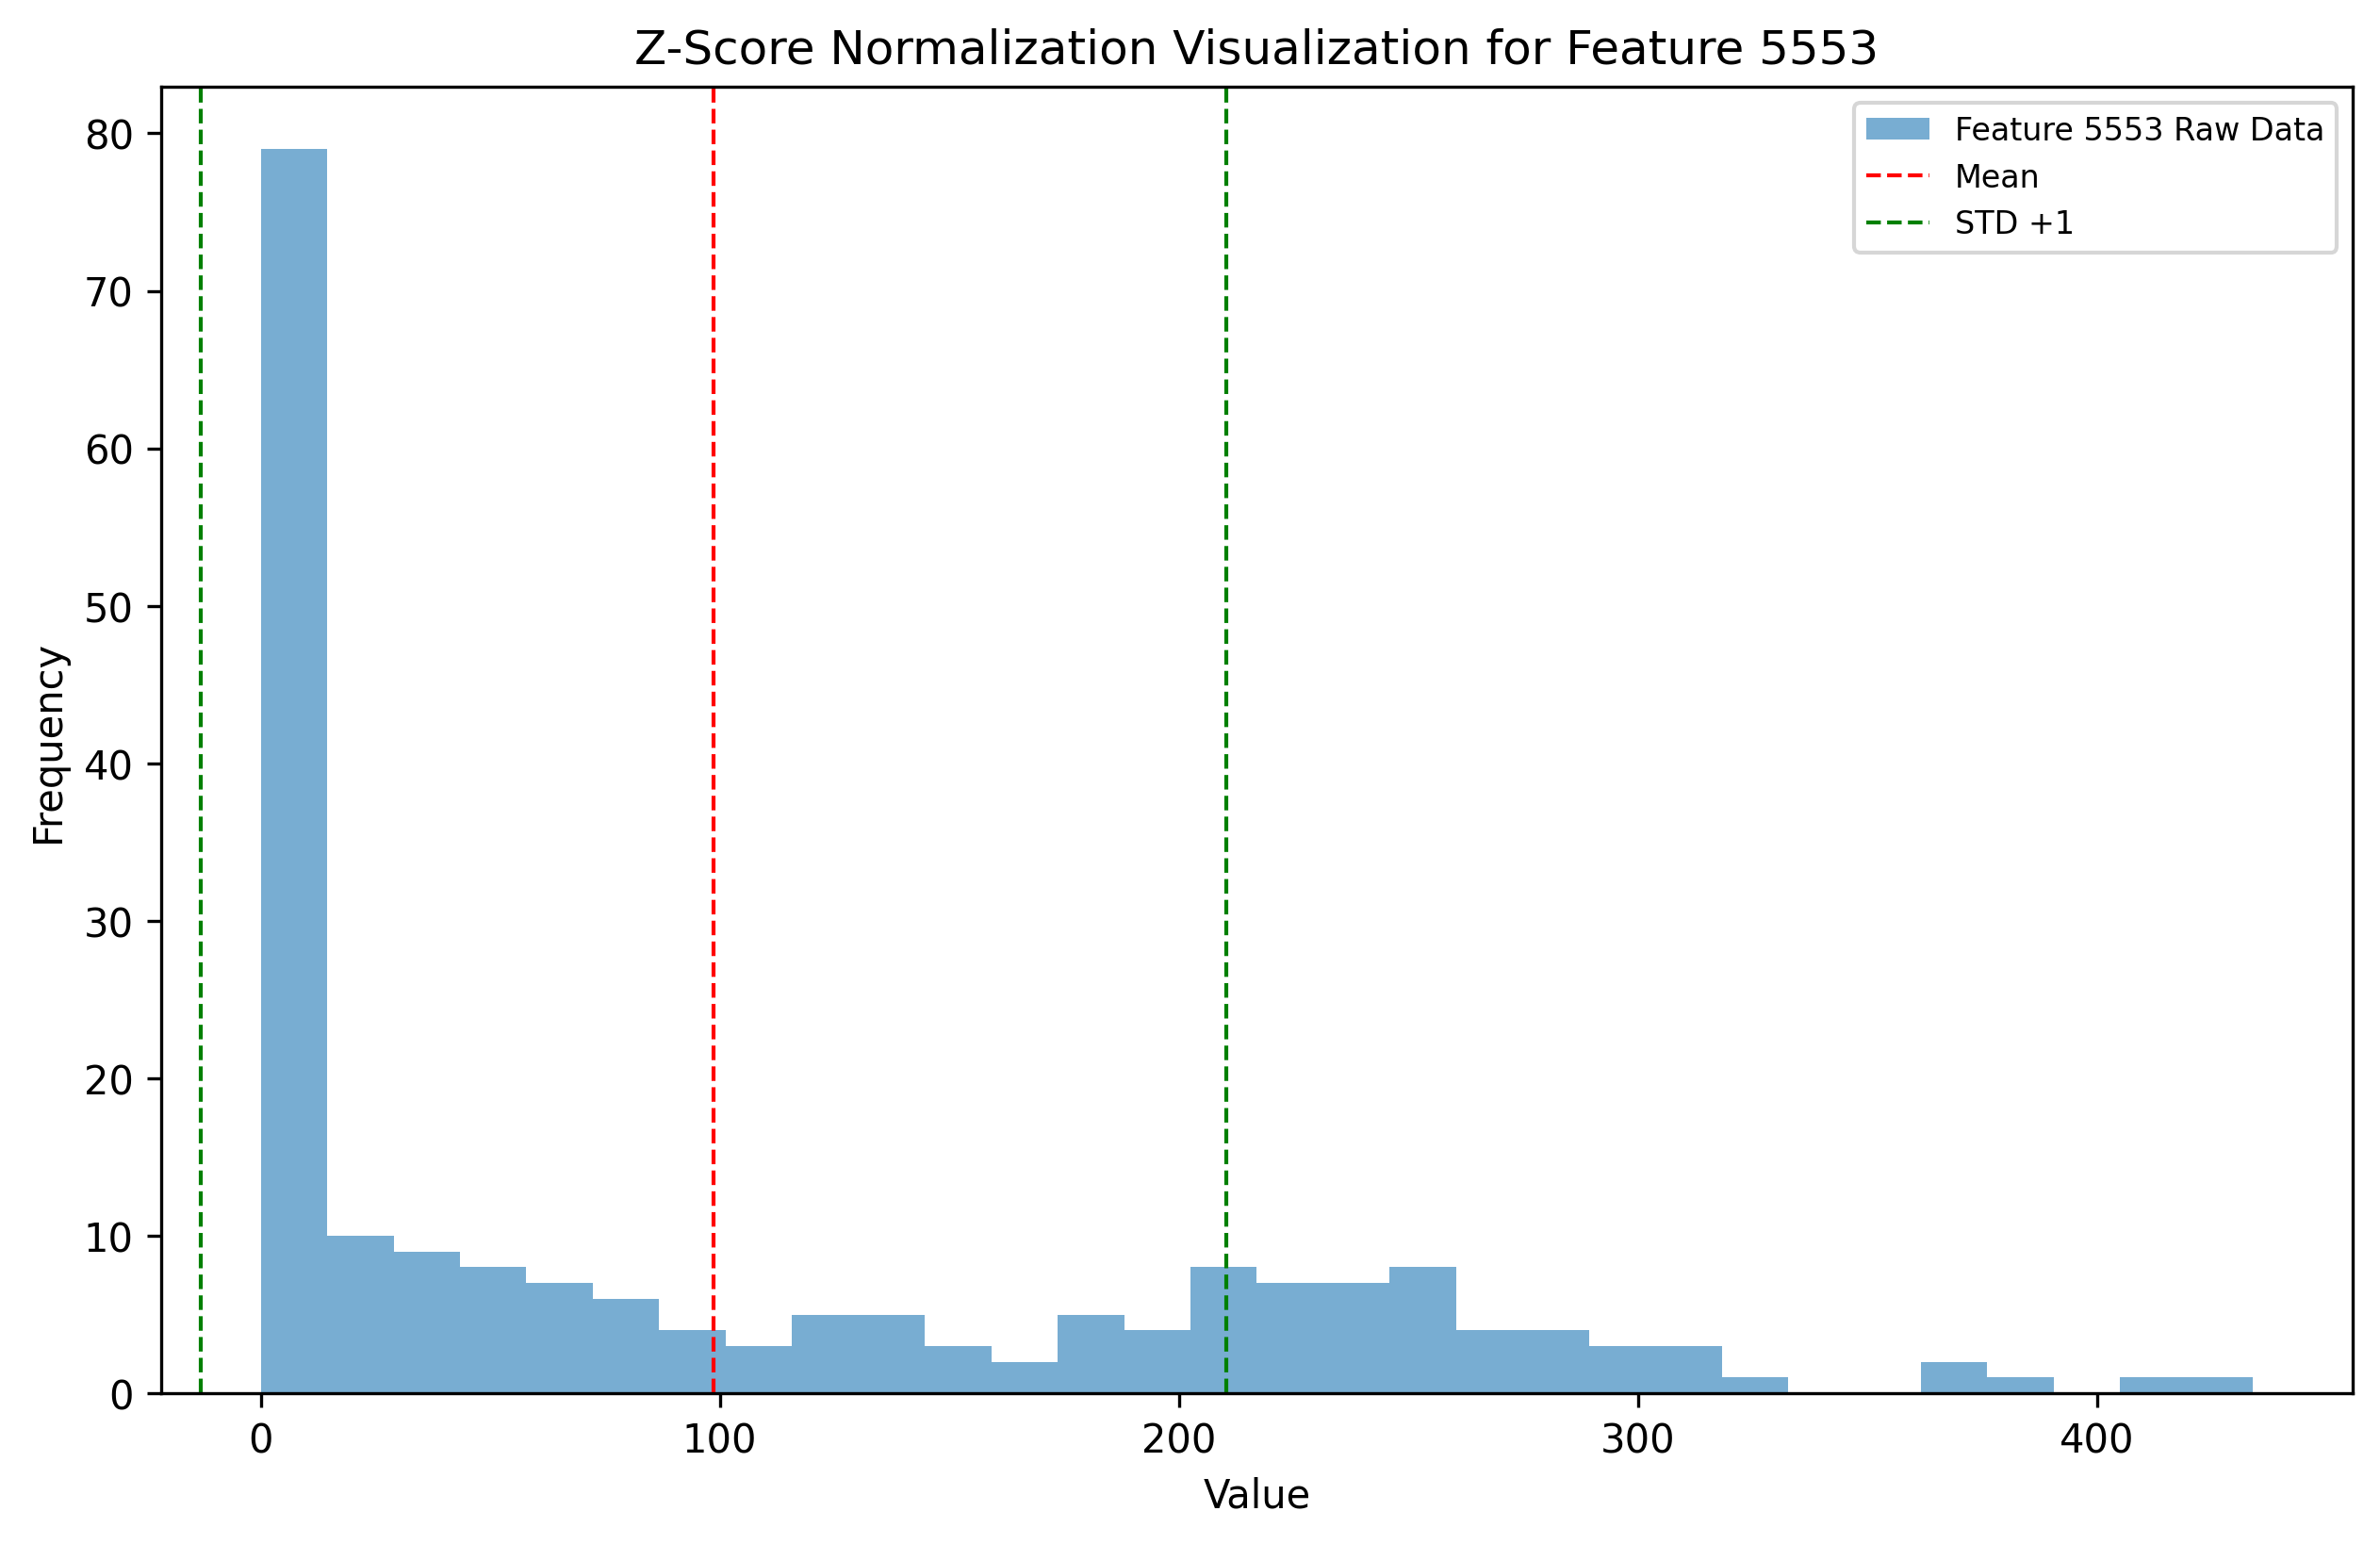 Z-Score Normalization Visualization for Feature 5553
Feature 5553 Raw Data
Mean
STD +1
80
70
60
50
40
30
20
10
0
Frequency
0 100 200 300 400
Value